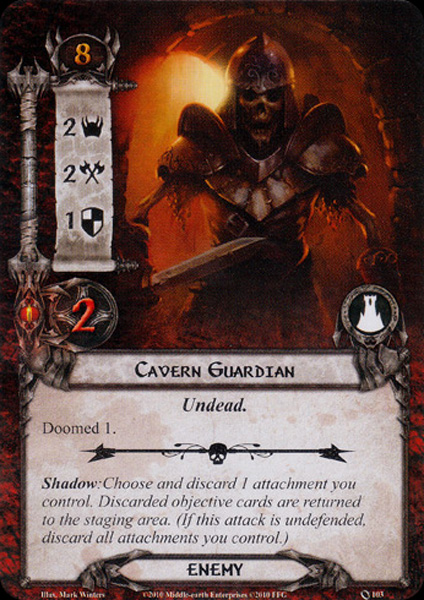 8
2
2
1
2
CAVERN GUARDIAN
Undead.
Doomed 1.
Shadow:Choose and discard 1 attachment you
control. Discarded objective cards are returned
to the staging area. (If this attack is undefended,
discard all attachments you control.)
ENEMY
Illus. Mark Winters ©2010 Middle-earth Enterprises ©2010 FFG 103